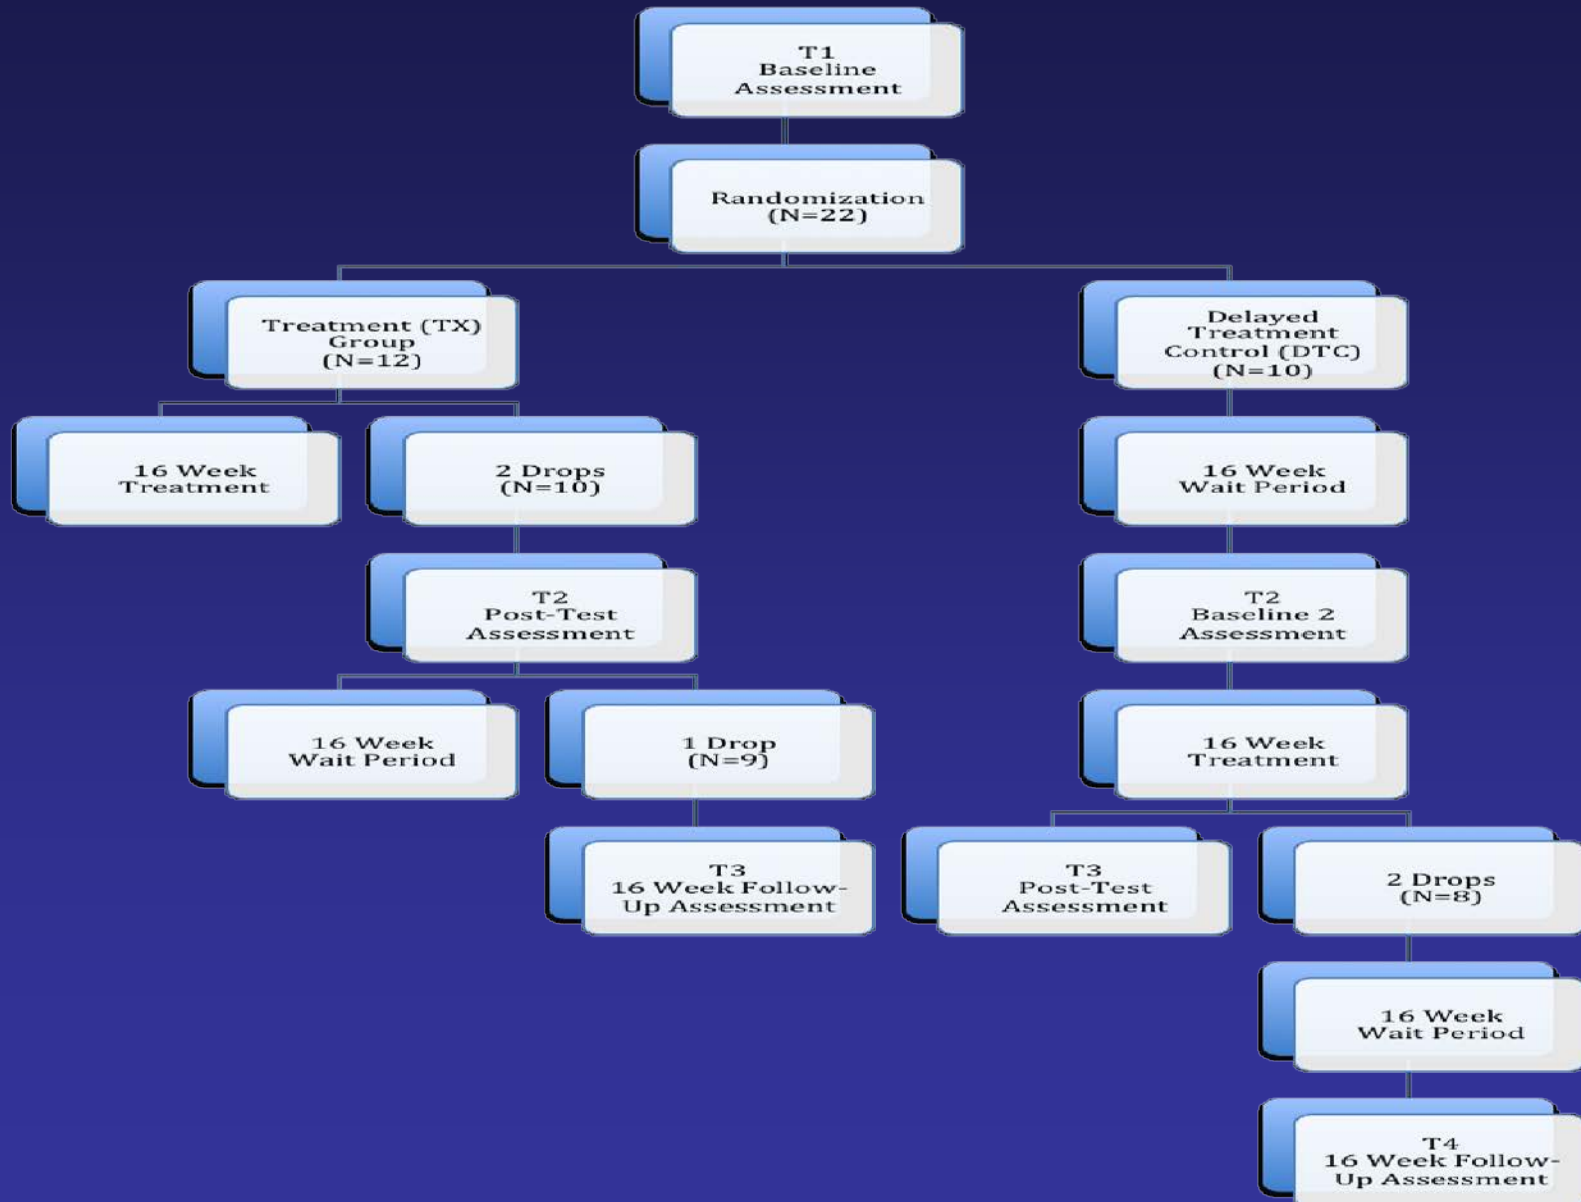 T1
Baseline
Assessment
Randomization
(N=22)
Treatment (TX)
Group
(N=12)
Delayed
Treatment
Control (DTC)
(N=10)
16 Week
Treatment
2 Drops
(N=10)
16 Week
Wait Period
T2
Post-Test
Assessment
T2
Baseline 2
Assessment
16 Week
Wait Period
1 Drop
(N=9)
16 Week
Treatment
T3
16 Week Follow-
Up Assessment
T3
Post-Test
Assessment
2 Drops
(N=8)
16 Week
Wait Period
T4
16 Week Follow-
Up Assessment